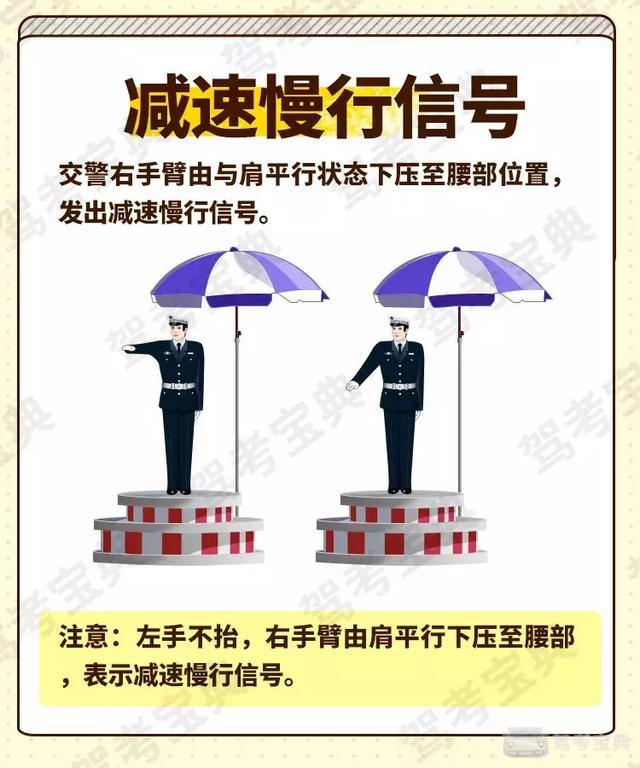 减速慢行信号
交警右手臂由与肩平行状态下压至腰部位置，
发出减速慢行信号。
注意：左手不抬，右手臂由肩平行下压至腰部
，表示减速慢行信号。
驾考宝典